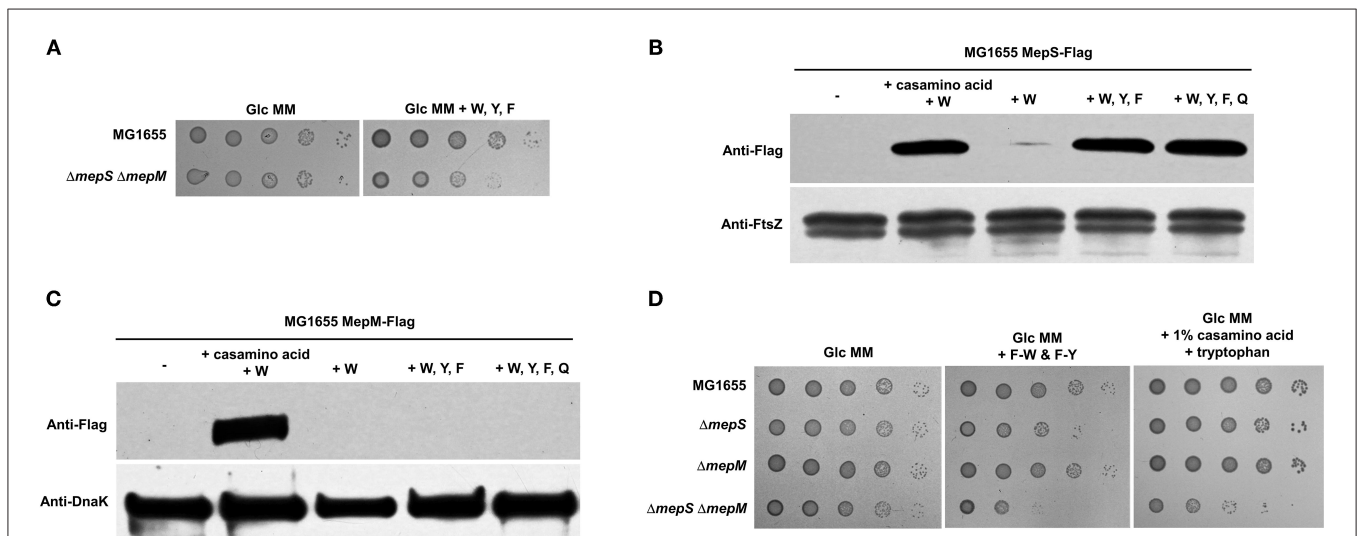 A
Glc MM
Glc MM + W, Y, F
MG1655
ΔmepS ΔmepM
B
MG1655 MepS-Flag
-
+ casamino acid
+ W
+ W
+ W, Y, F
+ W, Y, F, Q
Anti-Flag
Anti-FtsZ
C
MG1655 MepM-Flag
-
+ casamino acid
+ W
+ W
+ W, Y, F
+ W, Y, F, Q
Anti-Flag
Anti-DnaK
D
Glc MM
Glc MM
+ F-W & F-Y
Glc MM
+ 1% casamino acid
+ tryptophan
MG1655
ΔmepS
ΔmepM
ΔmepS ΔmepM